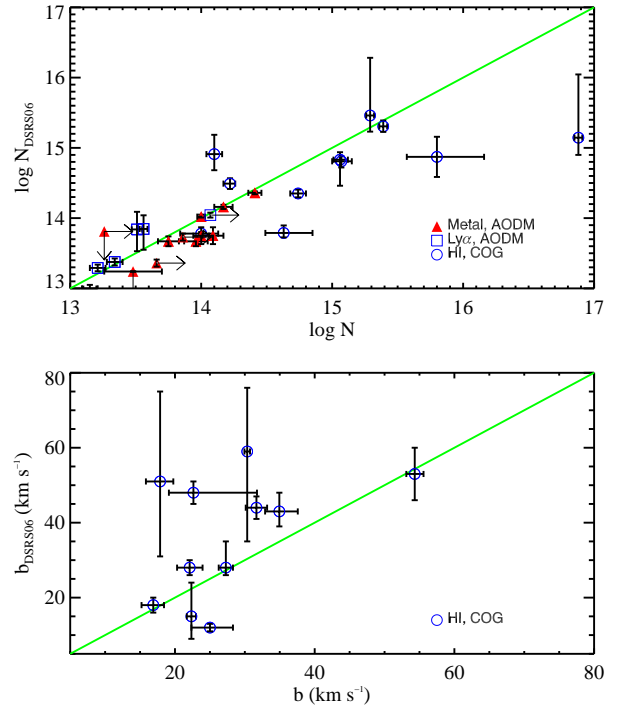 17
16
15
14
13
log N_DSRS06
Metal, AODM
Lyα, AODM
HI, COG
13 14 15 16 17
log N
80
60
40
20
b_DSRS06 (km s⁻¹)
HI, COG
20 40 60 80
b (km s⁻¹)